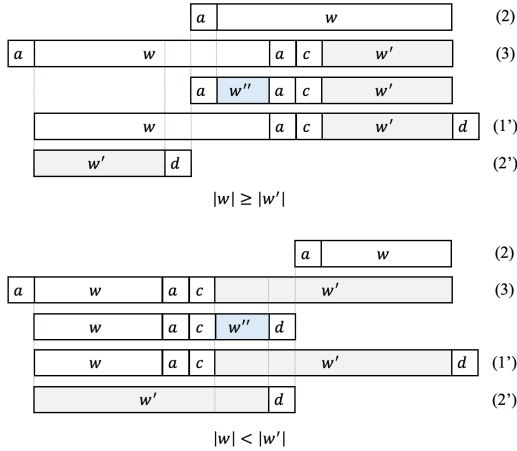 a w (2)
a w a c w′ (3)
a w″ a c w′
w a c w′ d (1’)
w′ d (2’)
|w| ≥ |w′|
a w (2)
a w a c w′ (3)
w a c w″ d
w a c w′ d (1’)
w′ d (2’)
|w| < |w′|